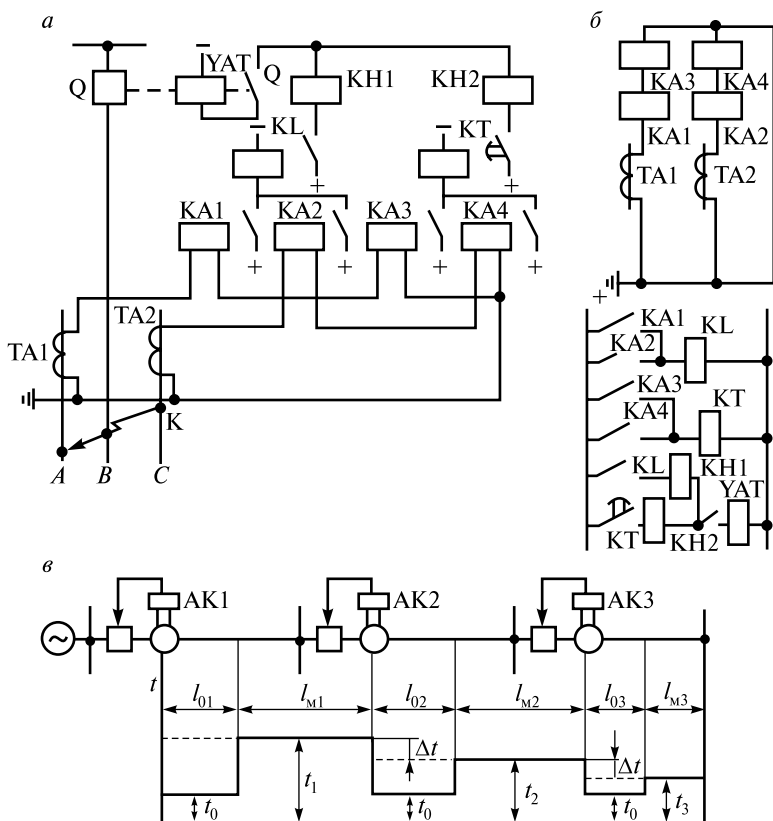 а
YAT
Q
Q
KH1
KH2
KL
KT
+
+
KA1
KA2
KA3
KA4
+
+
+
+
TA1
TA2
K
A
B
C
б
KA3
KA4
KA1
KA2
TA1
TA2
+
KA1
KL
KA2
KA3
KT
KA4
KL
KH1
YAT
KT
KH2
в
AK1
AK2
AK3
t
l01
lм1
l02
lм2
l03
lм3
Δt
Δt
t0
t1
t0
t2
t0
t3